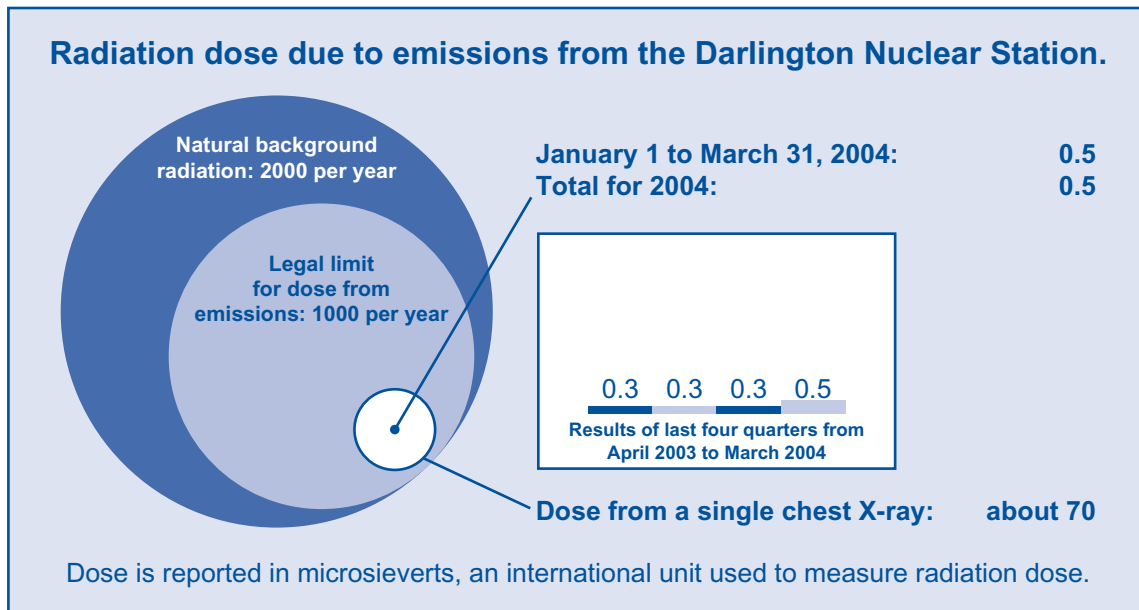 Radiation dose due to emissions from the Darlington Nuclear Station.
Natural background
radiation: 2000 per year
Legal limit
for dose from
emissions: 1000 per year
January 1 to March 31, 2004: 0.5
Total for 2004: 0.5
0.3 0.3 0.3 0.5
Results of last four quarters from
April 2003 to March 2004
Dose from a single chest X-ray: about 70
Dose is reported in microsieverts, an international unit used to measure radiation dose.